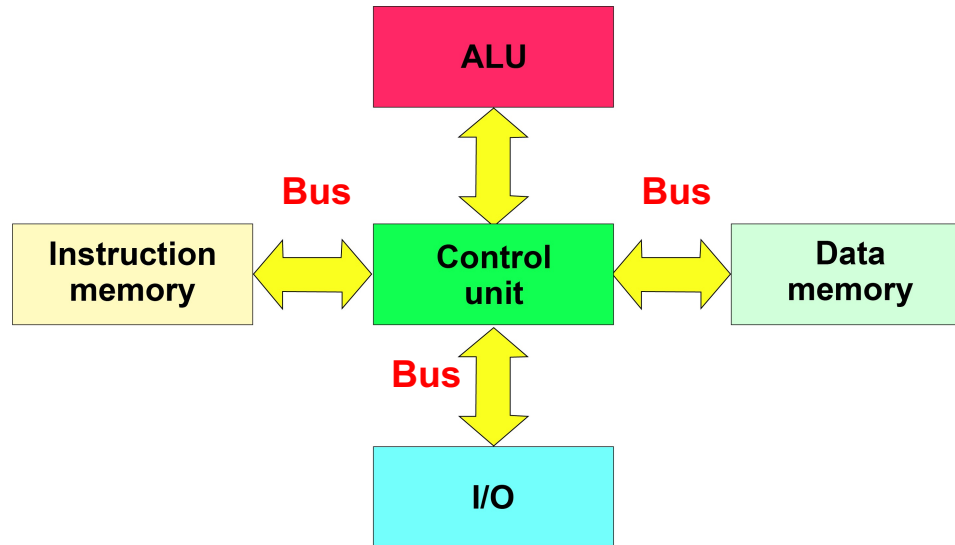 ALU
Bus
Bus
Instruction
memory
Control
unit
Data
memory
Bus
I/O